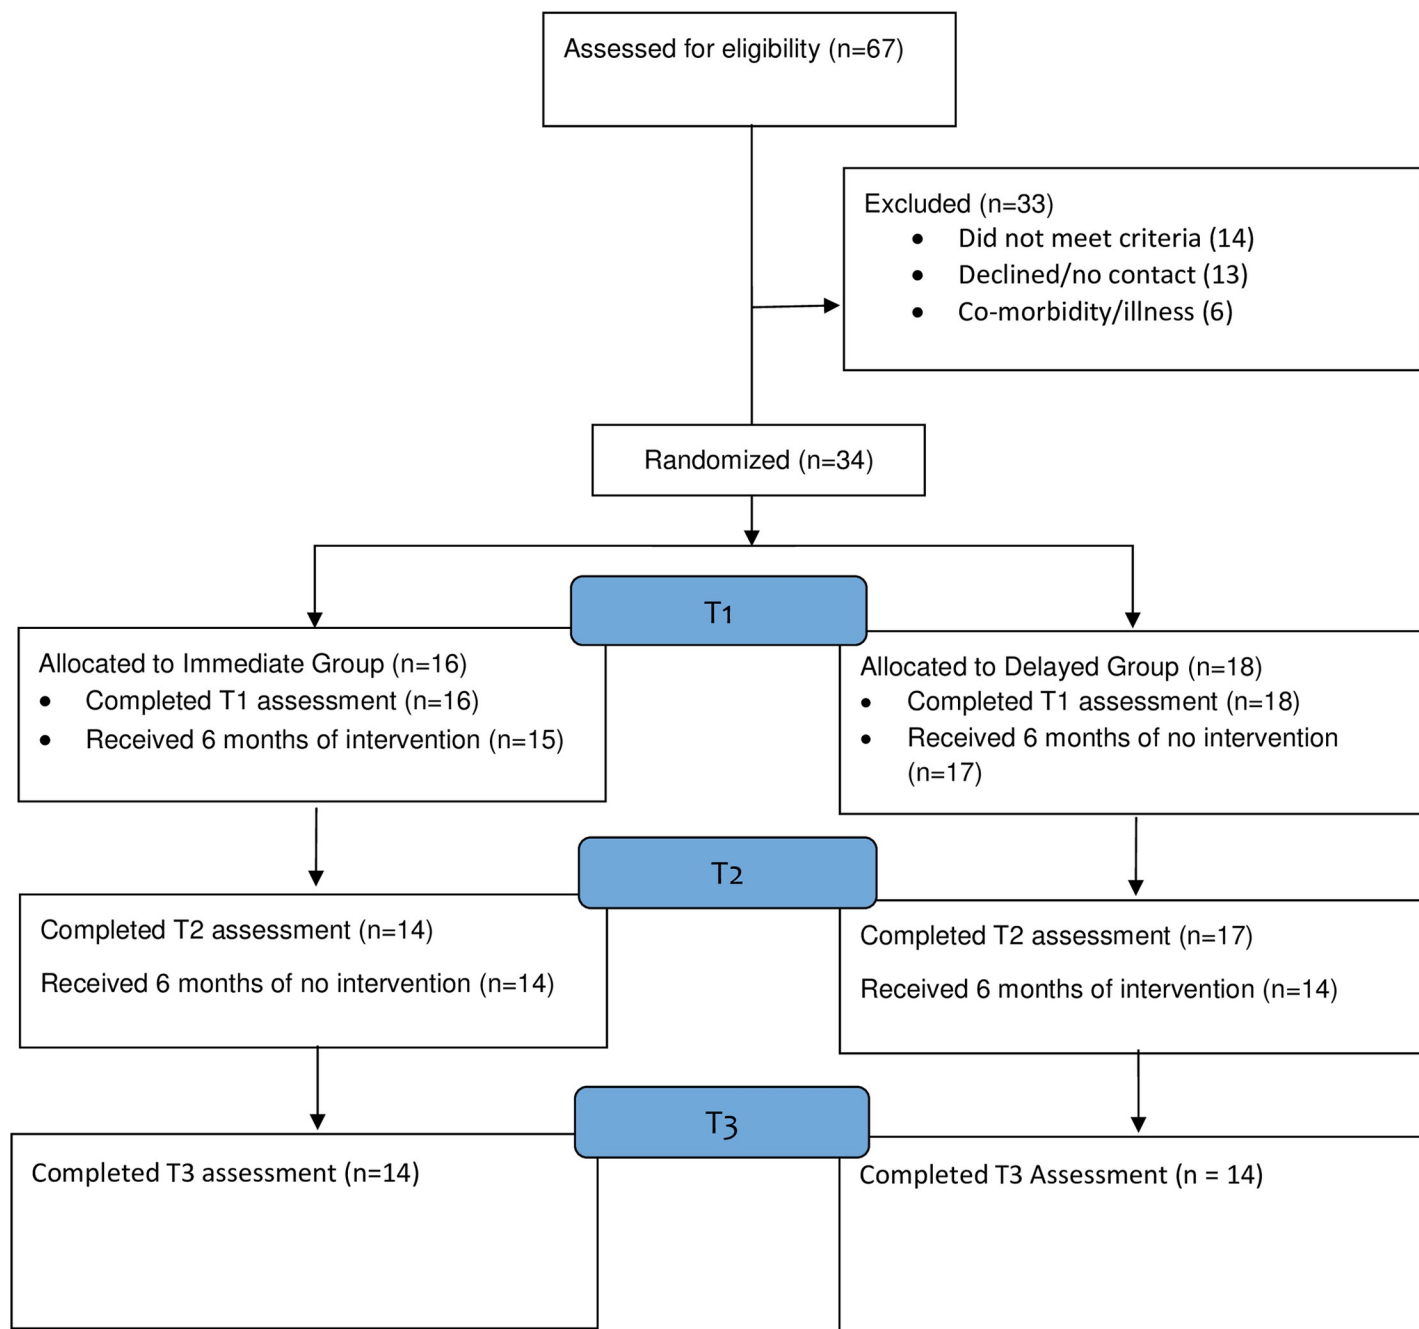 Assessed for eligibility (n=67)
Excluded (n=33)
• Did not meet criteria (14)
• Declined/no contact (13)
• Co-morbidity/illness (6)
Randomized (n=34)
T1
Allocated to Immediate Group (n=16)
• Completed T1 assessment (n=16)
• Received 6 months of intervention (n=15)
Allocated to Delayed Group (n=18)
• Completed T1 assessment (n=18)
• Received 6 months of no intervention
(n=17)
T2
Completed T2 assessment (n=14)
Received 6 months of no intervention (n=14)
Completed T2 assessment (n=17)
Received 6 months of intervention (n=14)
T3
Completed T3 assessment (n=14)
Completed T3 Assessment (n = 14)